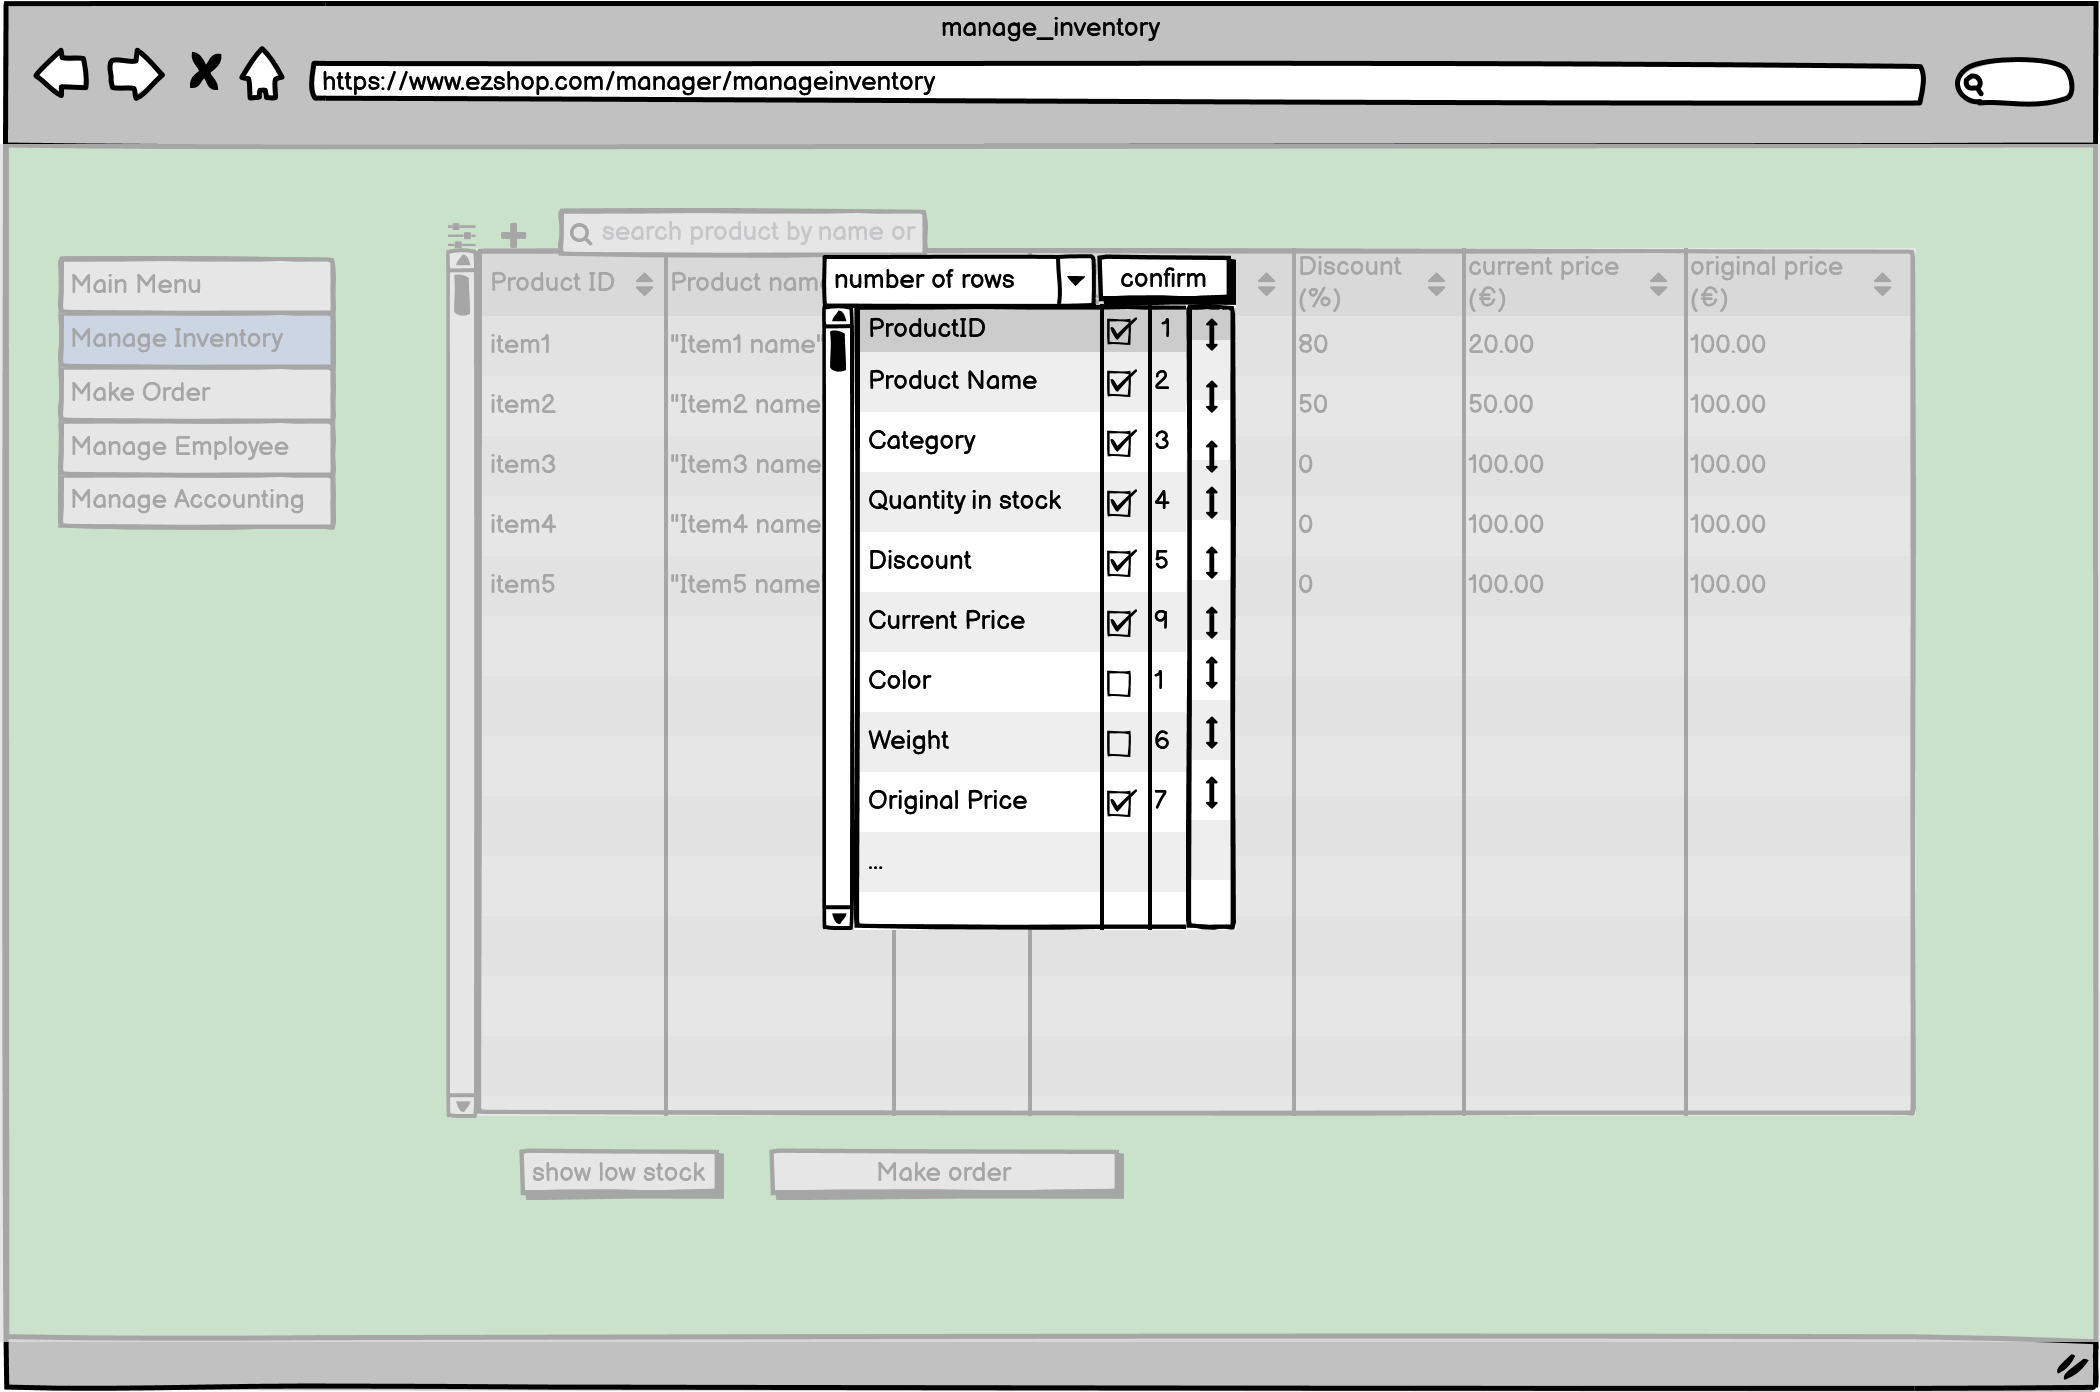 manage_inventory
https://www.ezshop.com/manager/manageinventory
search product by name or
Main Menu
Manage Inventory
Make Order
Manage Employee
Manage Accounting
Product ID
Product nam
Discount
(%)
current price
(€)
original price
(€)
item1
"Item1 name"
80
20.00
100.00
item2
"Item2 name
50
50.00
100.00
item3
"Item3 name
0
100.00
100.00
item4
"Item4 name
0
100.00
100.00
item5
"Item5 name
0
100.00
100.00
number of rows
confirm
ProductID 1
Product Name 2
Category 3
Quantity in stock 4
Discount 5
Current Price 9
Color 1
Weight 6
Original Price 7
...
show low stock
Make order